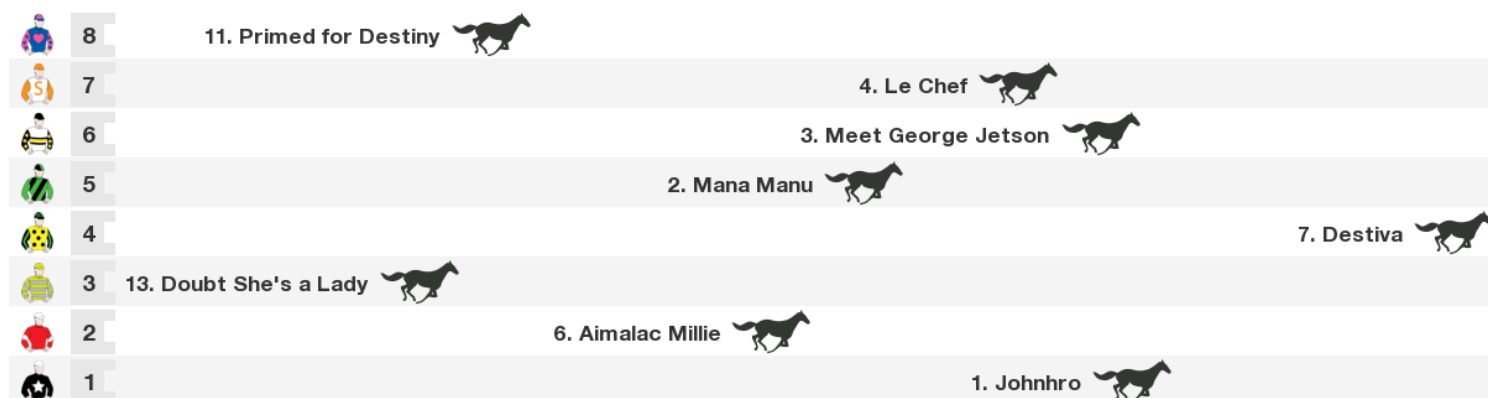 8 11. Primed for Destiny
S
7 4. Le Chef
6 3. Meet George Jetson
5 2. Mana Manu
4 7. Destiva
3 13. Doubt She's a Lady
2 6. Aimalac Millie
1 1. Johnhro